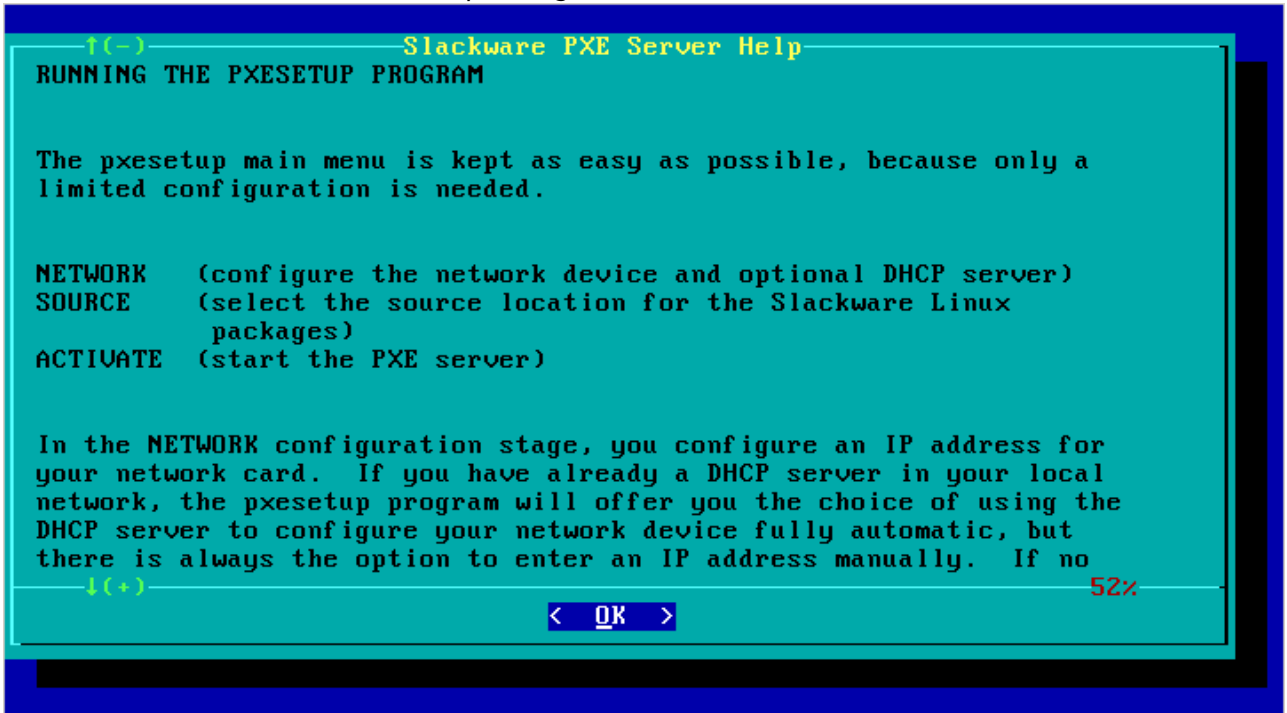 ↑(-) Slackware PXE Server Help
RUNNING THE PXESETUP PROGRAM
The pxesetup main menu is kept as easy as possible, because only a
limited configuration is needed.
NETWORK (configure the network device and optional DHCP server)
SOURCE (select the source location for the Slackware Linux
packages)
ACTIVATE (start the PXE server)
In the NETWORK configuration stage, you configure an IP address for
your network card. If you have already a DHCP server in your local
network, the pxesetup program will offer you the choice of using the
DHCP server to configure your network device fully automatic, but
there is always the option to enter an IP address manually. If no
↓(+) 52%
< OK >